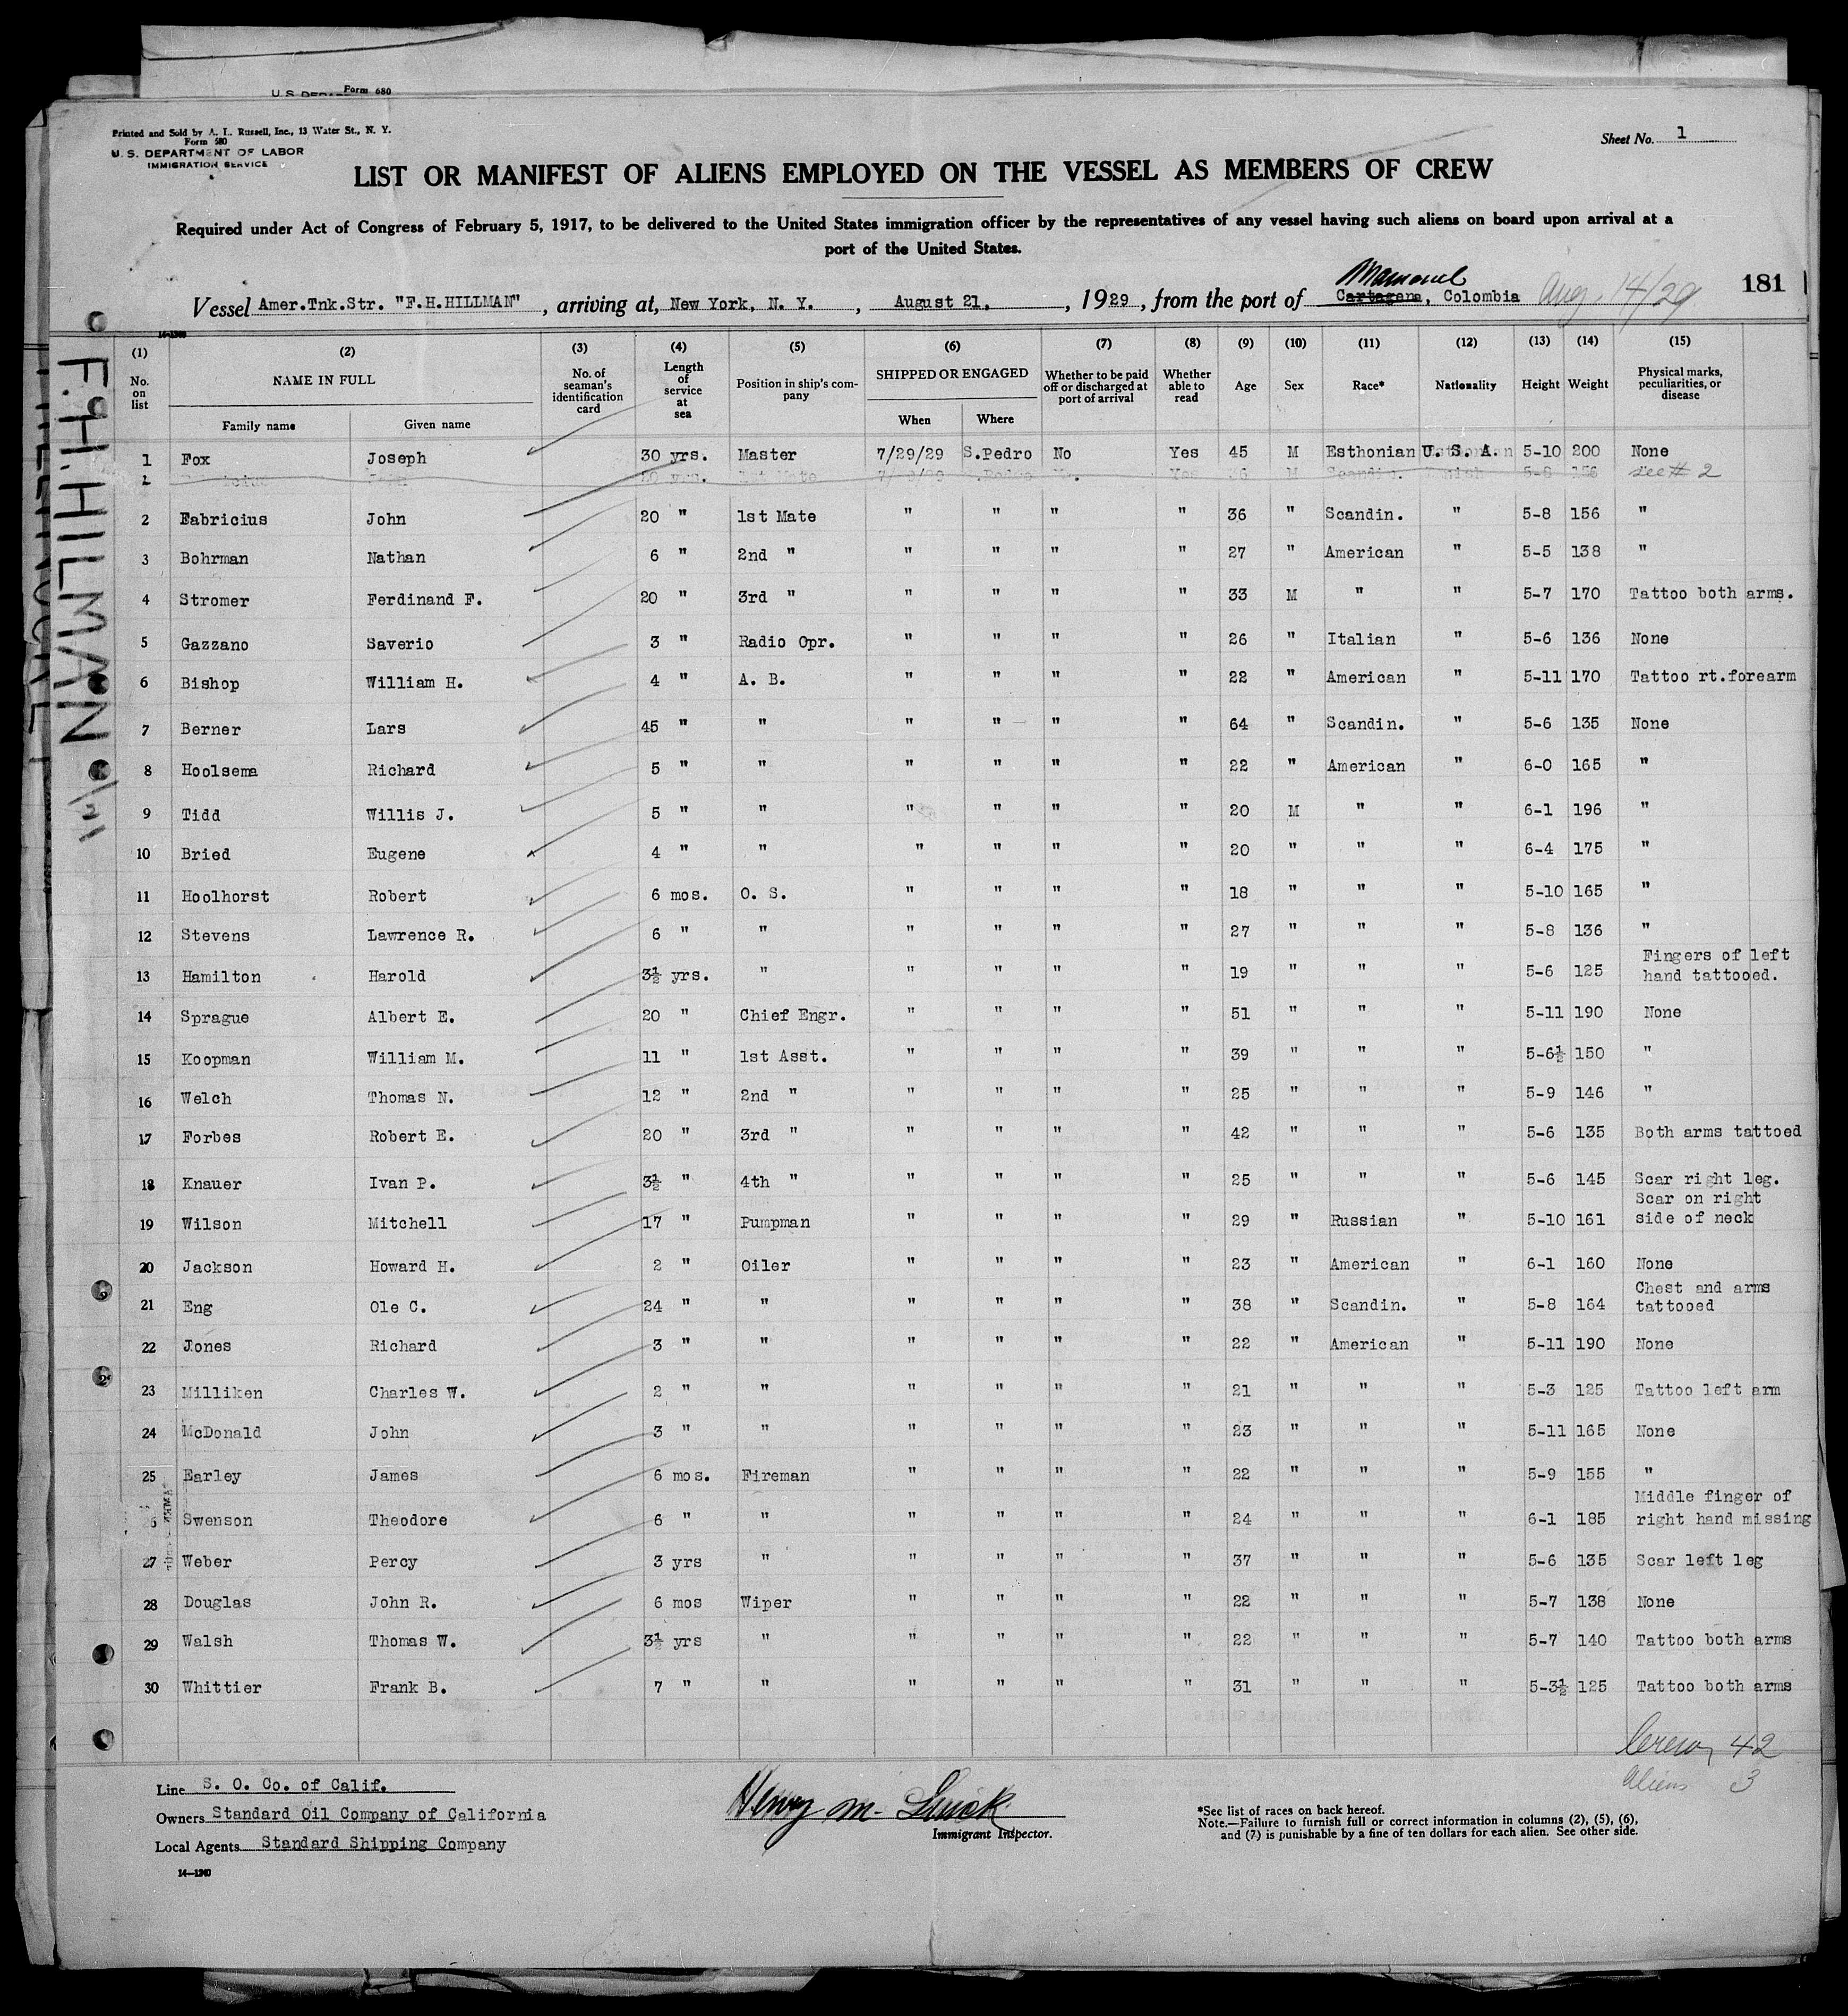 U.S. DEPA Form 680
Printed and Sold by A. L. Russell, Inc., 13 Water St., N. Y.
Form 680
U. S. DEPARTMENT OF LABOR
IMMIGRATION SERVICE
Sheet No. 1
LIST OR MANIFEST OF ALIENS EMPLOYED ON THE VESSEL AS MEMBERS OF CREW
Required under Act of Congress of February 5, 1917, to be delivered to the United States immigration officer by the representatives of any vessel having such aliens on board upon arrival at a
port of the United States.
Mamonal
Vessel Amer.Tnk.Str. "F.H.HILLMAN", arriving at, New York, N. Y., August 21, , 1929, from the port of Cartagena, Colombia Aug. 14/29 181
14-1240
F.H.HILLMAN
8/21
(1) (2) (3) (4) (5) (6) (7) (8) (9) (10) (11) (12) (13) (14) (15)
No. on list NAME IN FULL No. of seaman's identification card Length of service at sea Position in ship's company SHIPPED OR ENGAGED Whether to be paid off or discharged at port of arrival Whether able to read Age Sex Race* Nationality Height Weight Physical marks, peculiarities, or disease
Family name Given name When Where
1 Fox Joseph 30 yrs. Master 7/29/29 S.Pedro No Yes 45 M Esthonian U. S. A. 5-10 200 None
see # 2
2 Fabricius John 20 " 1st Mate " " " " 36 " Scandin. " 5-8 156 "
3 Bohrman Nathan 6 " 2nd " " " " " 27 " American " 5-5 138 "
4 Stromer Ferdinand F. 20 " 3rd " " " " " 33 M " " 5-7 170 Tattoo both arms.
5 Gazzano Saverio 3 " Radio Opr. " " " " 26 " Italian " 5-6 136 None
6 Bishop William H. 4 " A. B. " " " " 22 " American " 5-11 170 Tattoo rt.forearm
7 Berner Lars 45 " " " " " " 64 " Scandin. " 5-6 135 None
8 Hoolsema Richard 5 " " " " " " 22 " American " 6-0 165 "
9 Tidd Willis J. 5 " " " " " " 20 M " " 6-1 196 "
10 Bried Eugene 4 " " " " " " 20 " " " 6-4 175 "
11 Hoolhorst Robert 6 mos. O. S. " " " " 18 " " " 5-10 165 "
12 Stevens Lawrence R. 6 " " " " " " 27 " " " 5-8 136 "
13 Hamilton Harold 3½ yrs. " " " " " 19 " " " 5-6 125 Fingers of left
hand tattooed.
14 Sprague Albert E. 20 " Chief Engr. " " " " 51 " " " 5-11 190 None
15 Koopman William M. 11 " 1st Asst. " " " " 39 " " " 5-6½ 150 "
16 Welch Thomas N. 12 " 2nd " " " " " 25 " " " 5-9 146 "
17 Forbes Robert E. 20 " 3rd " " " " " 42 " " " 5-6 135 Both arms tattoed
18 Knauer Ivan P. 3½ " 4th " " " " " 25 " " " 5-6 145 Scar right leg.
19 Wilson Mitchell 17 " Pumpman " " " " 29 " Russian " 5-10 161 Scar on right
side of neck
20 Jackson Howard H. 2 " Oiler " " " " 23 " American " 6-1 160 None
21 Eng Ole C. 24 " " " " " " 38 " Scandin. " 5-8 164 Chest and arms
tattooed
22 Jones Richard 3 " " " " " " 22 " American " 5-11 190 None
23 Milliken Charles W. 2 " " " " " " 21 " " " 5-3 125 Tattoo left arm
24 McDonald John 3 " " " " " " 23 " " " 5-11 165 None
25 Earley James 6 mos. Fireman " " " " 22 " " " 5-9 155 "
26 Swenson Theodore 6 " " " " " " 24 " " " 6-1 185 Middle finger of
right hand missing
27 Weber Percy 3 yrs " " " " " 37 " " " 5-6 135 Scar left leg
28 Douglas John R. 6 mos Wiper " " " " 22 " " " 5-7 138 None
29 Walsh Thomas W. 3½ yrs " " " " " 22 " " " 5-7 140 Tattoo both arms
30 Whittier Frank B. 7 " " " " " " 31 " " " 5-3½ 125 Tattoo both arms
Crew 42
Aliens 3
Line S. O. Co. of Calif.
Owners Standard Oil Company of California
Local Agents Standard Shipping Company
14-1240
Henry M.
Immigrant Inspector.
*See list of races on back hereof.
Note.—Failure to furnish full or correct information in columns (2), (5), (6),
and (7) is punishable by a fine of ten dollars for each alien. See other side.